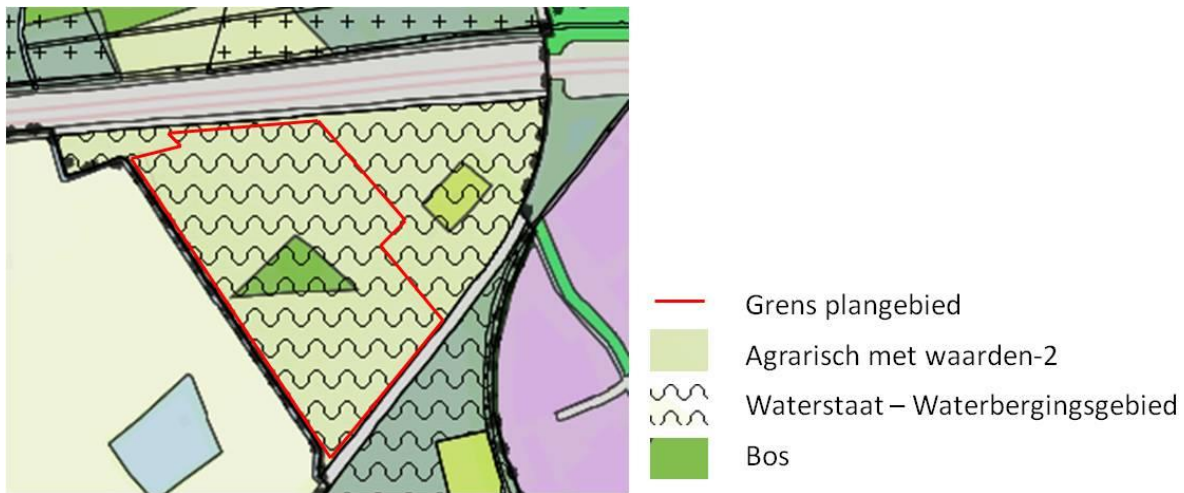 Grens plangebied
Agrarisch met waarden-2
Waterstaat – Waterbergingsgebied
Bos